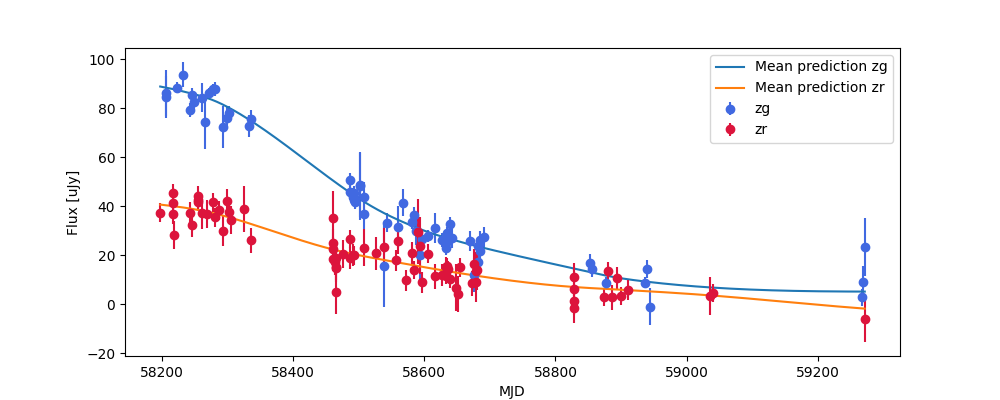 Mean prediction zg
Mean prediction zr
zg
zr
Flux [uJy]
100
80
60
40
20
0
−20
58200 58400 58600 58800 59000 59200
MJD